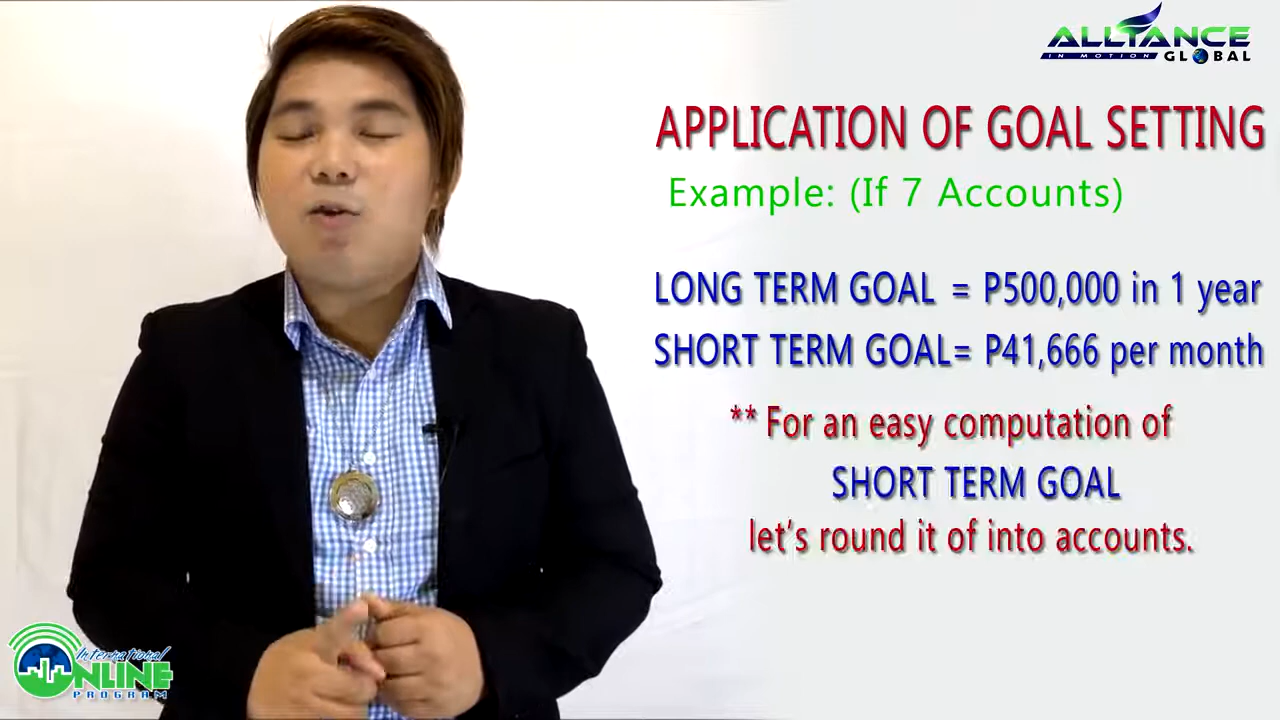 ALLIANCE
IN MOTION GLOBAL
APPLICATION OF GOAL SETTING
Example: (If 7 Accounts)
LONG TERM GOAL = P500,000 in 1 year
SHORT TERM GOAL= P41,666 per month
** For an easy computation of
SHORT TERM GOAL
let's round it of into accounts.
International
ONLINE
PROGRAM